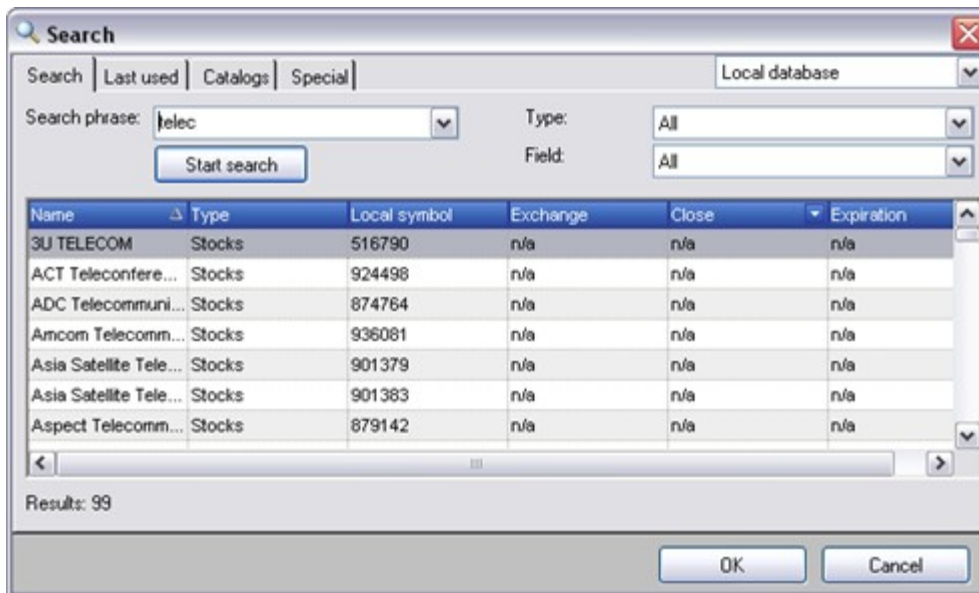 Search
Search Last used Catalogs Special Local database
Search phrase: telec Type: All
Start search Field: All
Name Type Local symbol Exchange Close Expiration
3U TELECOM Stocks 516790 n/a n/a n/a
ACT Teleconfere... Stocks 924498 n/a n/a n/a
ADC Telecommuni... Stocks 874764 n/a n/a n/a
Amcom Telecomm... Stocks 936081 n/a n/a n/a
Asia Satellite Tele... Stocks 901379 n/a n/a n/a
Asia Satellite Tele... Stocks 901383 n/a n/a n/a
Aspect Telecomm... Stocks 879142 n/a n/a n/a
Results: 99
OK Cancel